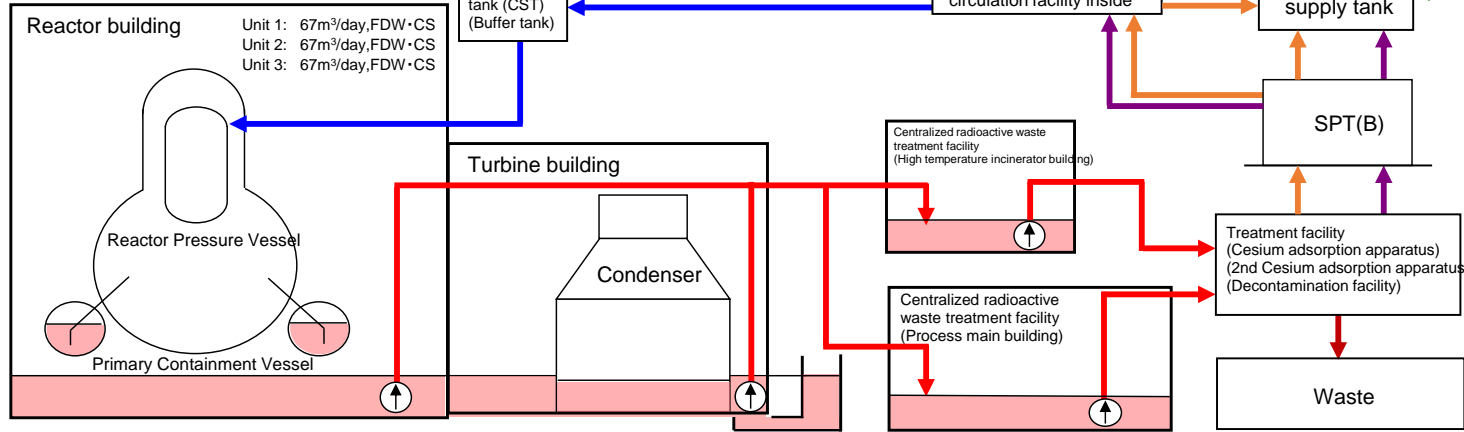 Reactor building
Unit 1: 67m³/day,FDW・CS
Unit 2: 67m³/day,FDW・CS
Unit 3: 67m³/day,FDW・CS
tank (CST)
(Buffer tank)
circulation facility inside
supply tank
SPT(B)
Centralized radioactive waste
treatment facility
(High temperature incinerator building)
Turbine building
Reactor Pressure Vessel
Condenser
Treatment facility
(Cesium adsorption apparatus)
(2nd Cesium adsorption apparatus
(Decontamination facility)
Centralized radioactive
waste treatment facility
(Process main building)
Primary Containment Vessel
Waste